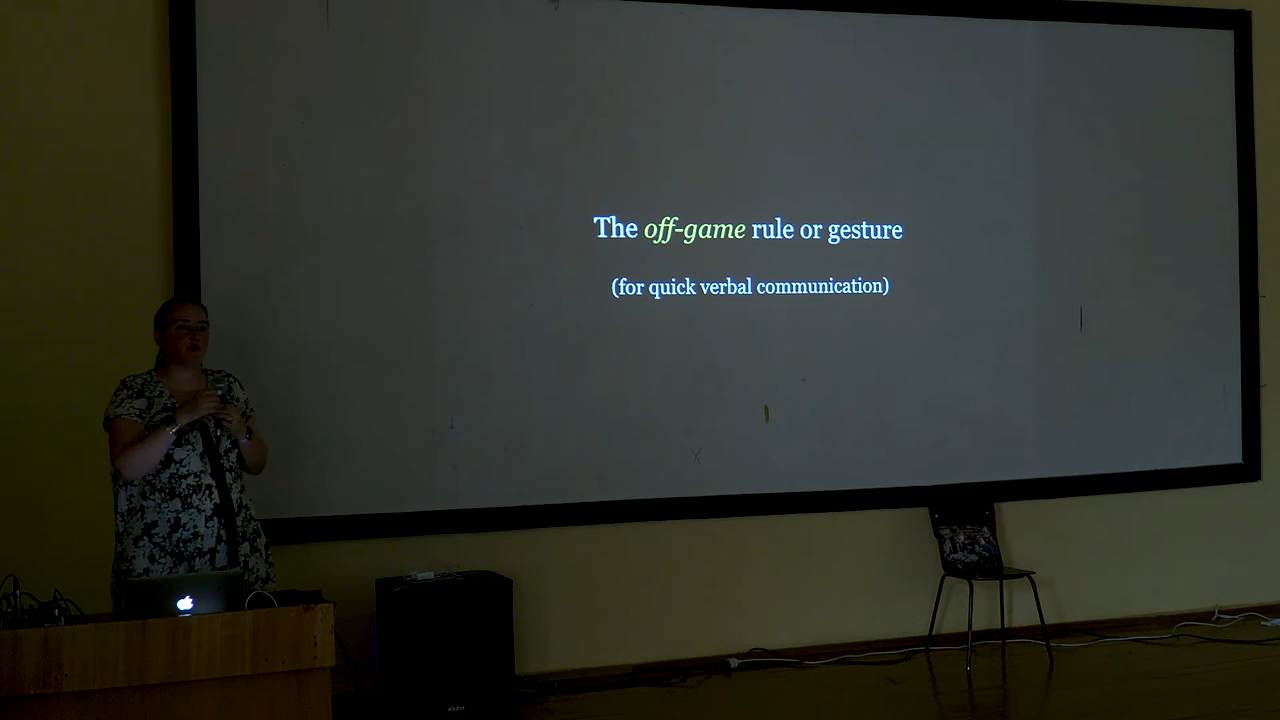 The off-game rule or gesture
(for quick verbal communication)